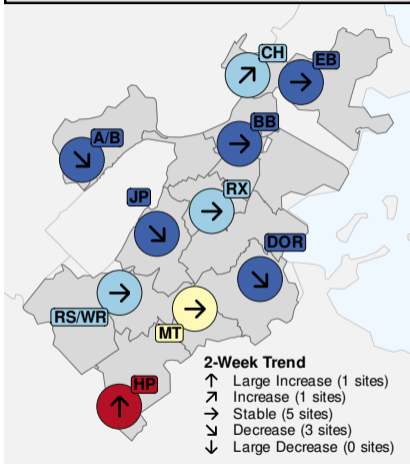 CH
EB
BB
A/B
RX
JP
DOR
RS/WR
MT
HP
2-Week Trend
↑ Large Increase (1 sites)
↗ Increase (1 sites)
→ Stable (5 sites)
↘ Decrease (3 sites)
↓ Large Decrease (0 sites)